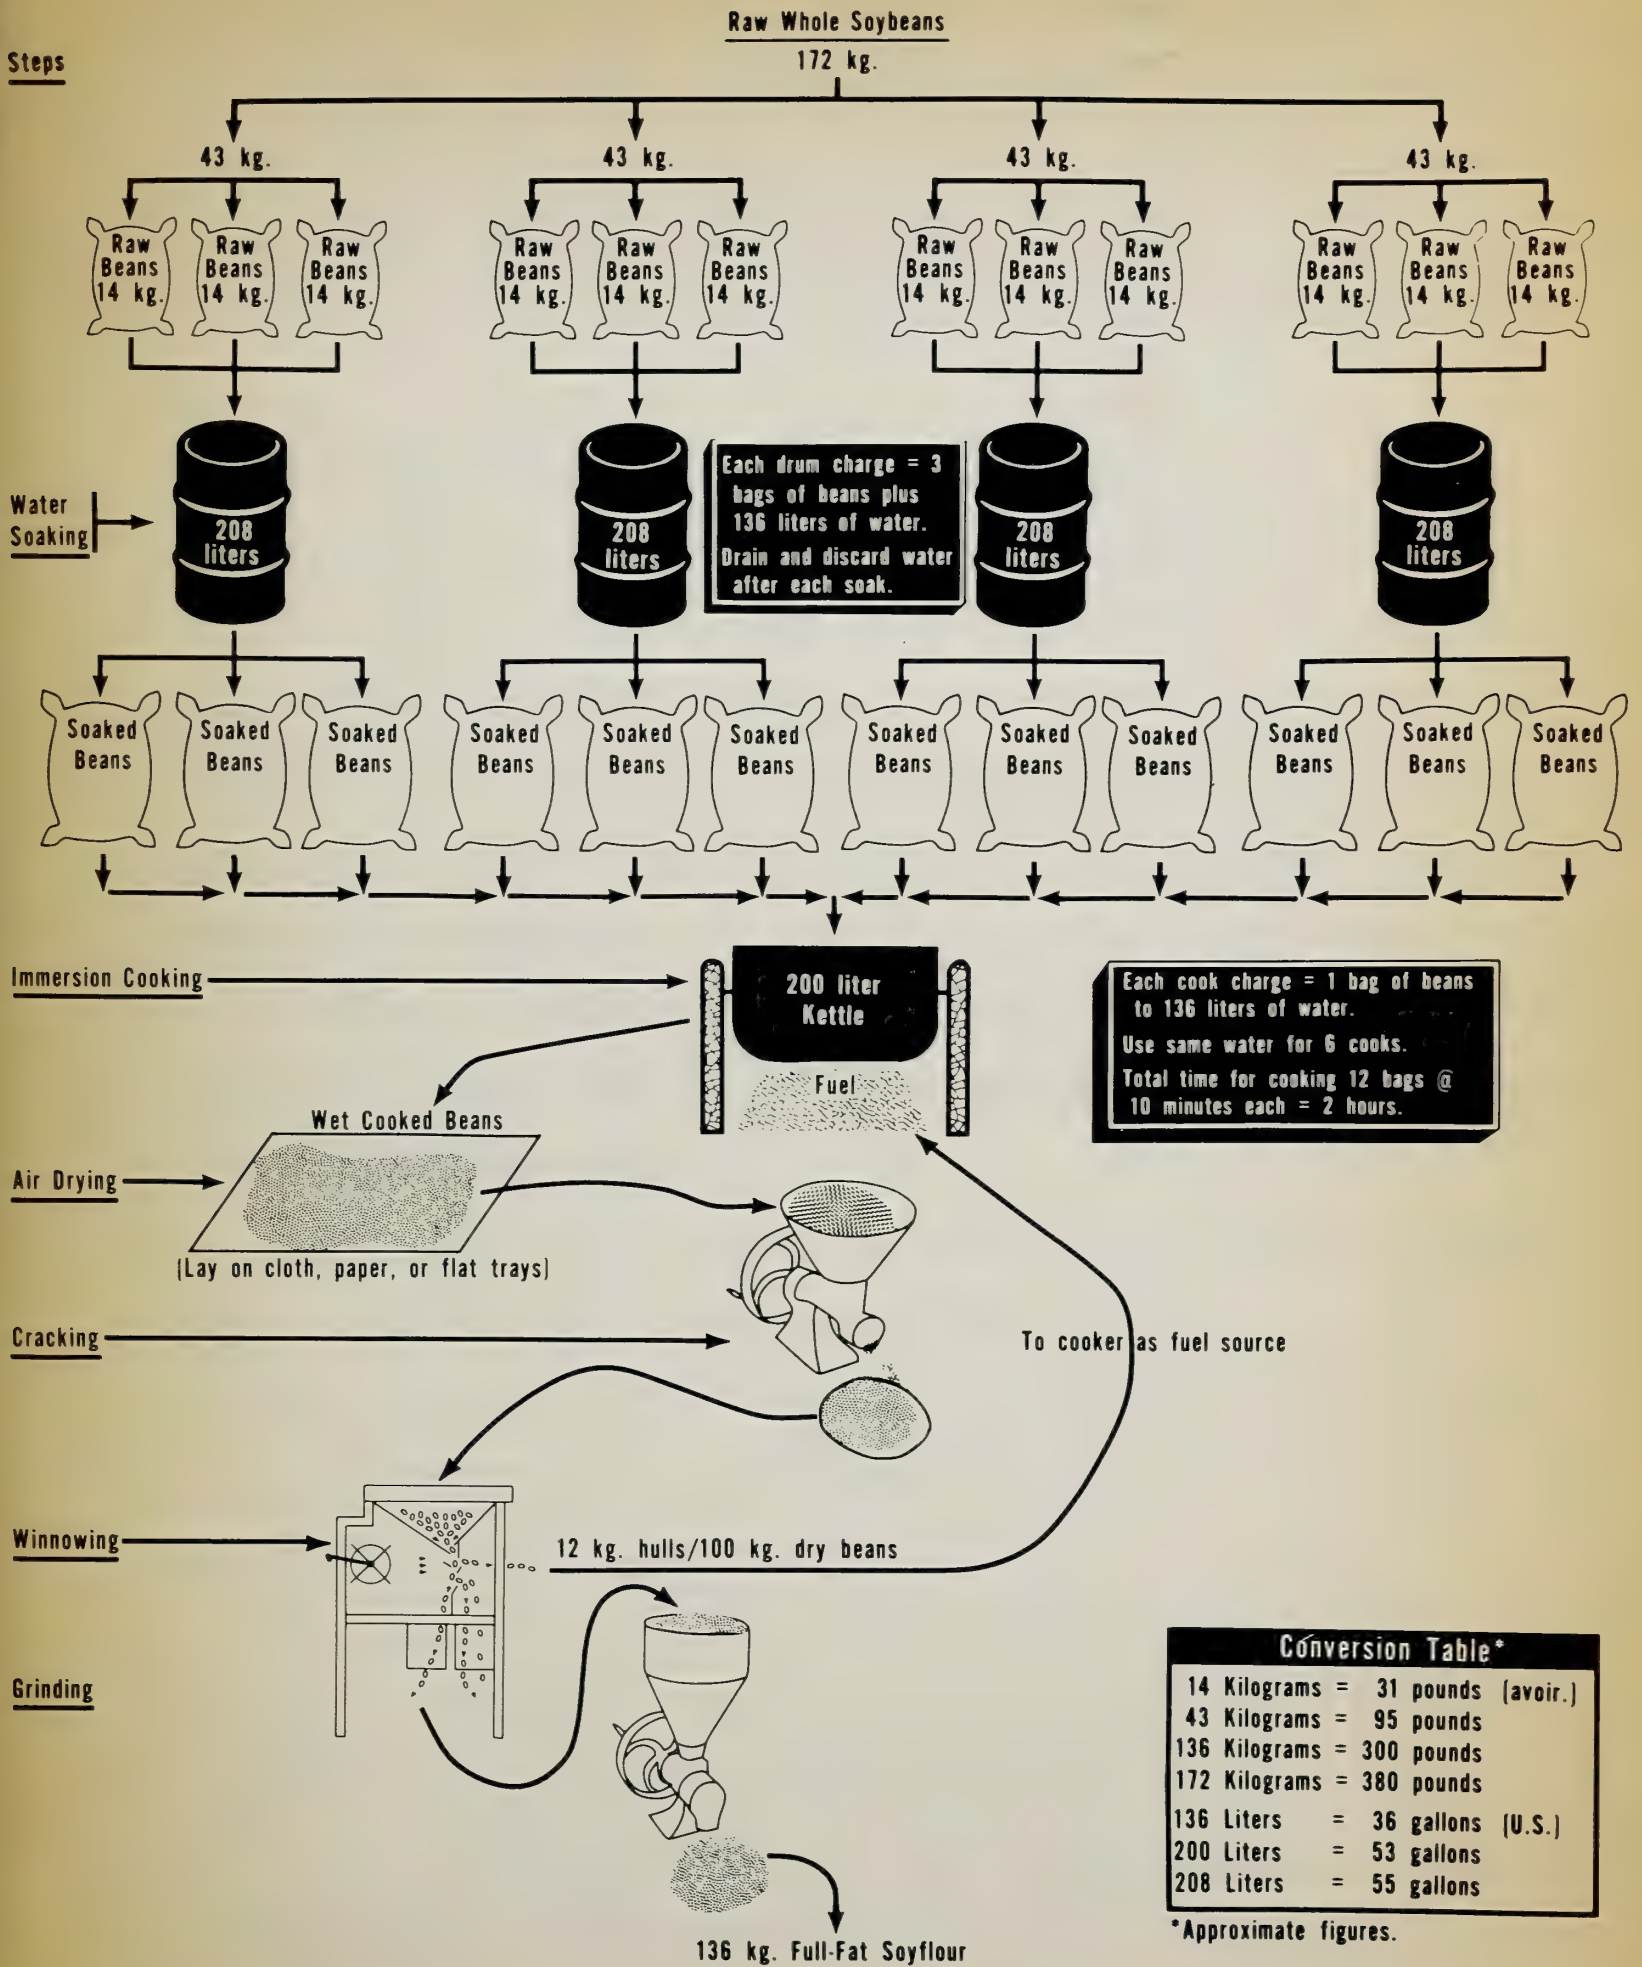 Raw Whole Soybeans
Steps
172 kg.
43 kg.
43 kg.
43 kg.
43 kg.
Raw
Beans
14 kg.
Raw
Beans
14 kg.
Raw
Beans
14 kg.
Raw
Beans
14 kg.
Raw
Beans
14 kg.
Raw
Beans
14 kg.
Raw
Beans
14 kg.
Raw
Beans
14 kg.
Raw
Beans
14 kg.
Raw
Beans
14 kg.
Raw
Beans
14 kg.
Raw
Beans
14 kg.
Water
Soaking
208
liters
208
liters
Each drum charge = 3
bags of beans plus
136 liters of water.
Drain and discard water
after each soak.
208
liters
208
liters
Soaked
Beans
Soaked
Beans
Soaked
Beans
Soaked
Beans
Soaked
Beans
Soaked
Beans
Soaked
Beans
Soaked
Beans
Soaked
Beans
Soaked
Beans
Soaked
Beans
Soaked
Beans
Immersion Cooking
200 liter
Kettle
Fuel
Each cook charge = 1 bag of beans
to 136 liters of water.
Use same water for 6 cooks.
Total time for cooking 12 bags @
10 minutes each = 2 hours.
Wet Cooked Beans
Air Drying
(Lay on cloth, paper, or flat trays)
Cracking
To cooker as fuel source
Winnowing
12 kg. hulls/100 kg. dry beans
Grinding
Conversion Table*
14 Kilograms = 31 pounds (avoir.)
43 Kilograms = 95 pounds
136 Kilograms = 300 pounds
172 Kilograms = 380 pounds
136 Liters = 36 gallons (U.S.)
200 Liters = 53 gallons
208 Liters = 55 gallons
*Approximate figures.
136 kg. Full-Fat Soyflour